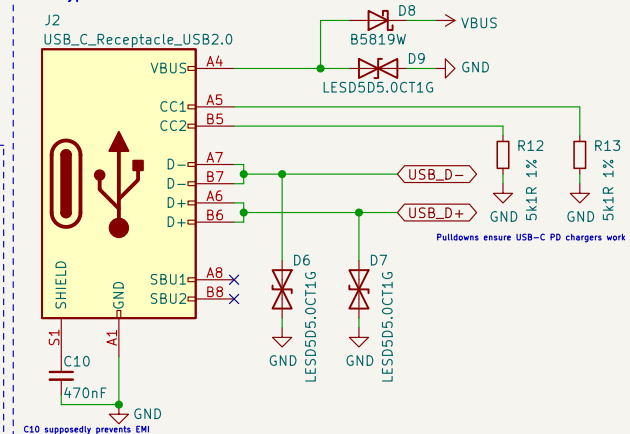 J2
USB_C_Receptacle_USB2.0
D8
VBUS
B5819W
VBUS
A4
D9
GND
LESD5D5.0CT1G
CC1
A5
CC2
B5
R12
5k1R 1%
GND
R13
5k1R 1%
GND
D-
A7
D-
B7
USB_D-
D+
A6
D+
B6
USB_D+
Pulldowns ensure USB-C PD chargers work
SBU1
A8
SBU2
B8
D6
LESD5D5.0CT1G
GND
D7
LESD5D5.0CT1G
GND
SHIELD
GND
S1
A1
C10
470nF
GND
C10 supposedly prevents EMI